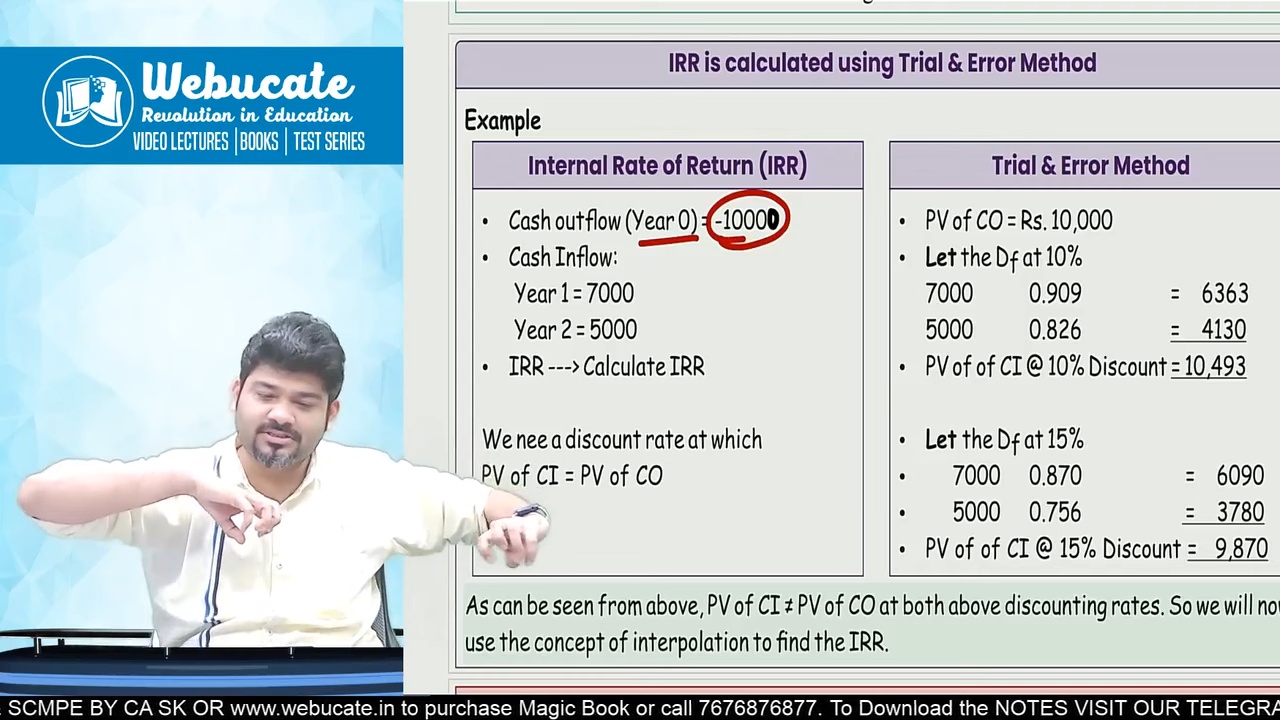 Webucate
Revolution in Education
VIDEO LECTURES | BOOKS | TEST SERIES
IRR is calculated using Trial & Error Method
Example
Internal Rate of Return (IRR)
• Cash outflow (Year 0) = -10000
• Cash Inflow:
Year 1 = 7000
Year 2 = 5000
• IRR ---> Calculate IRR
We nee a discount rate at which
PV of CI = PV of CO
Trial & Error Method
• PV of CO = Rs. 10,000
• Let the Df at 10%
7000 0.909 = 6363
5000 0.826 = 4130
• PV of of CI @ 10% Discount = 10,493
• Let the Df at 15%
• 7000 0.870 = 6090
• 5000 0.756 = 3780
• PV of of CI @ 15% Discount = 9,870
As can be seen from above, PV of CI ≠ PV of CO at both above discounting rates. So we will now
use the concept of interpolation to find the IRR.
SCMPE BY CA SK OR www.webucate.in to purchase Magic Book or call 7676876877. To Download the NOTES VISIT OUR TELEGRA